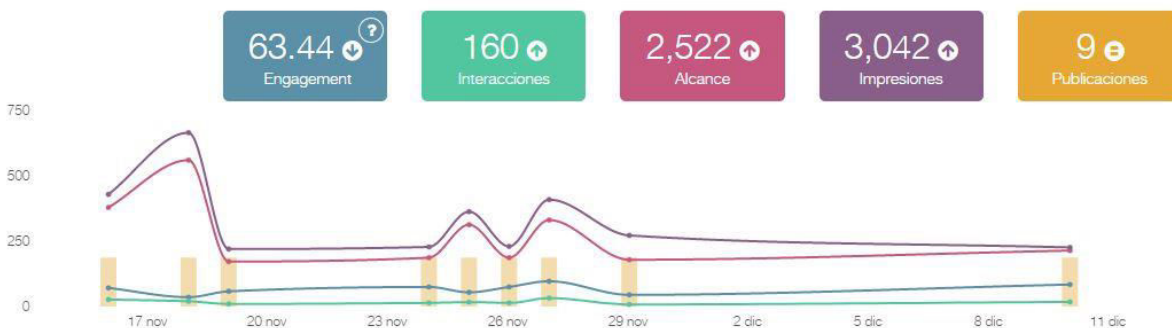 63.44 ?
Engagement
160
Interacciones
2,522
Alcance
3,042
Impresiones
9
Publicaciones
750
500
250
0
17 nov 20 nov 23 nov 26 nov 29 nov 2 dic 5 dic 8 dic 11 dic